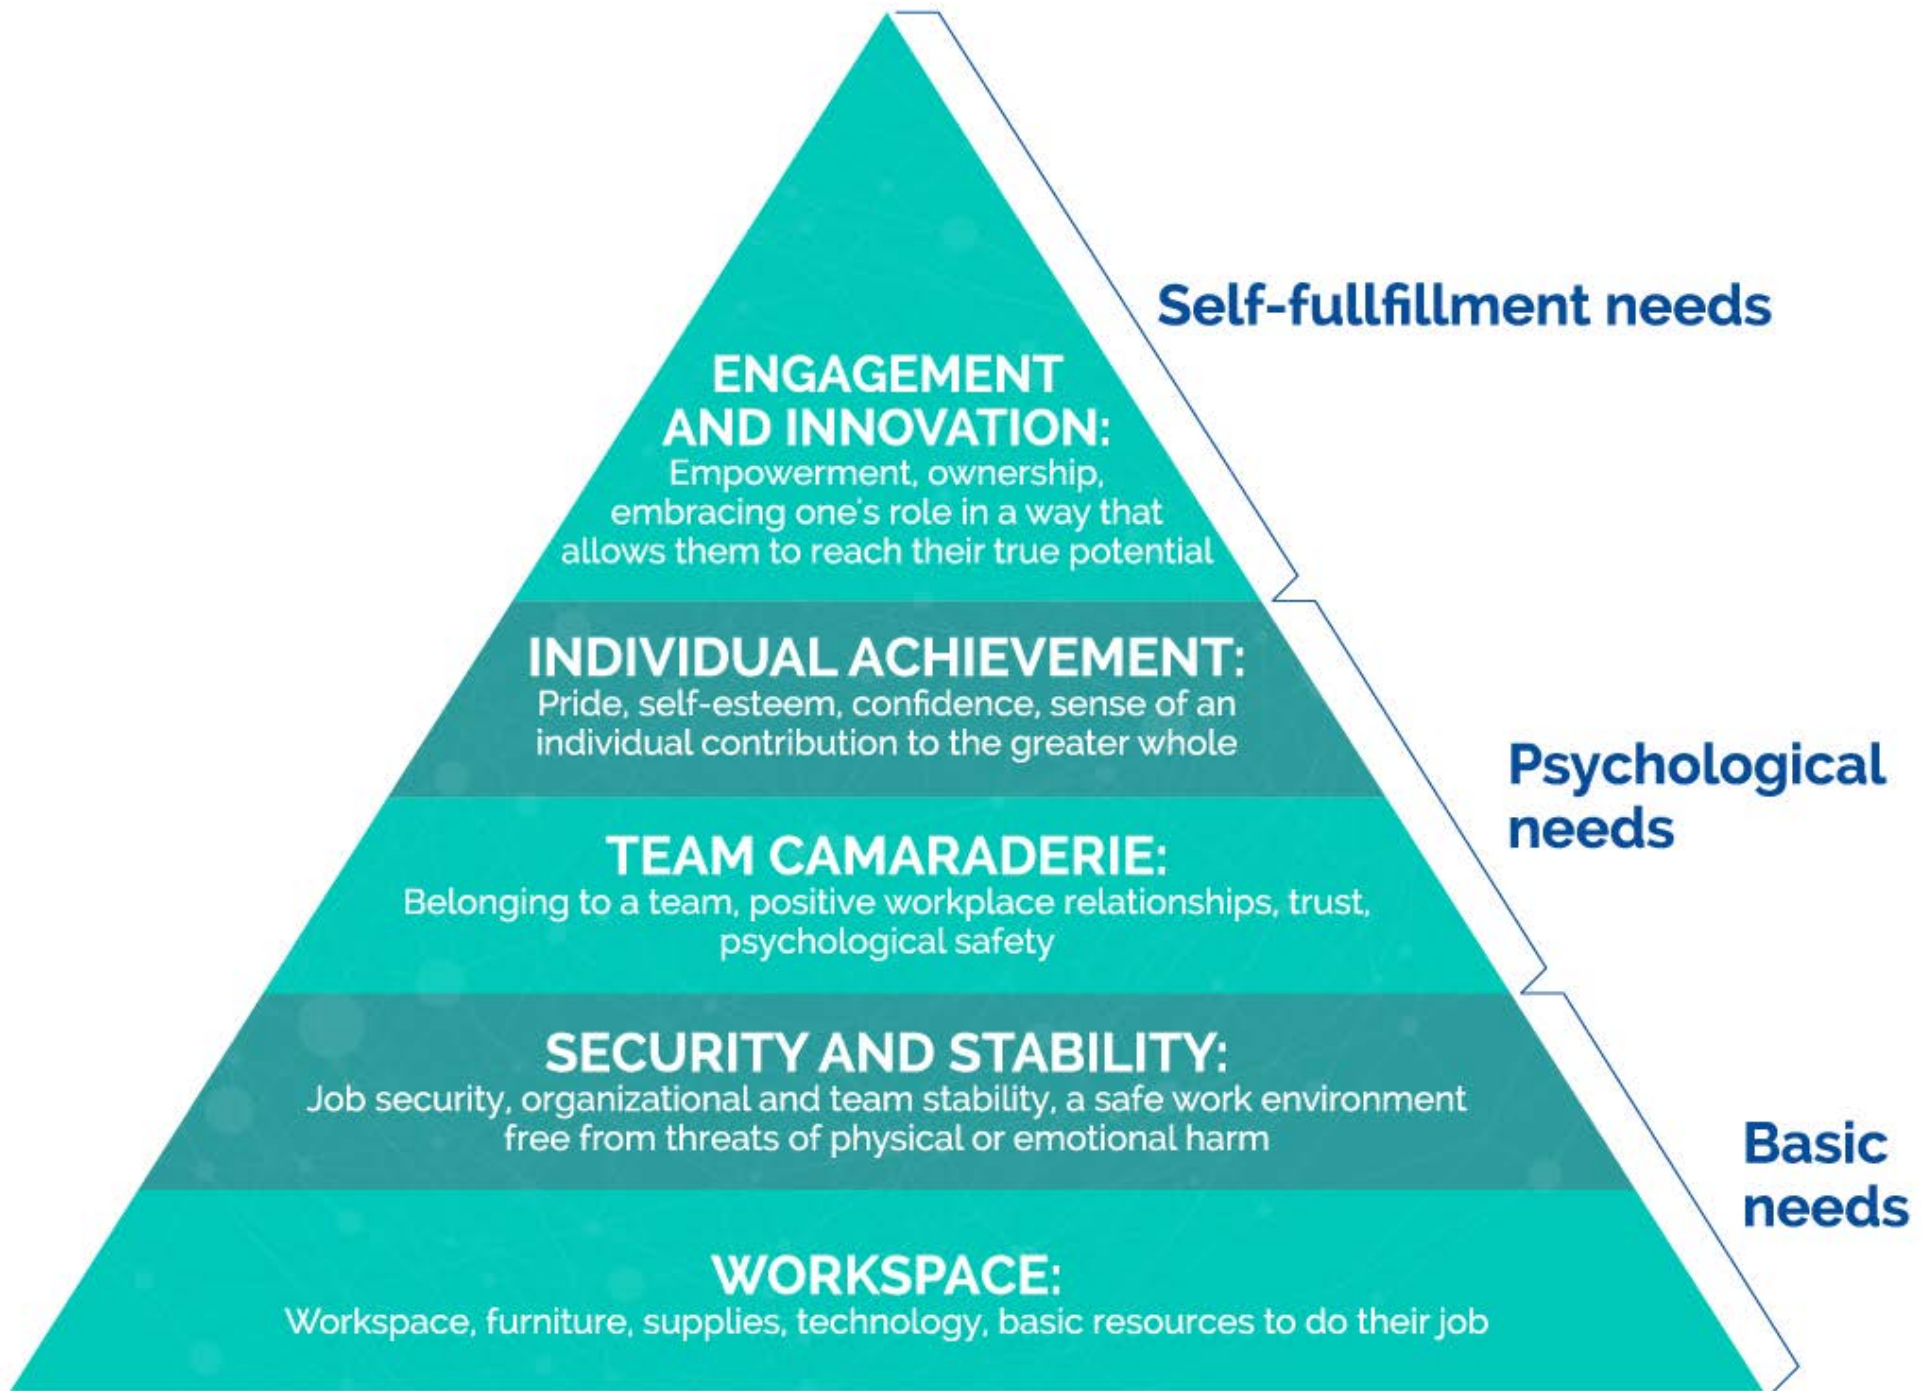 Self-fullfillment needs
ENGAGEMENT
AND INNOVATION:
Empowerment, ownership,
embracing one's role in a way that
allows them to reach their true potential
INDIVIDUAL ACHIEVEMENT:
Pride, self-esteem, confidence, sense of an
individual contribution to the greater whole
Psychological
needs
TEAM CAMARADERIE:
Belonging to a team, positive workplace relationships, trust,
psychological safety
SECURITY AND STABILITY:
Job security, organizational and team stability, a safe work environment
free from threats of physical or emotional harm
Basic
needs
WORKSPACE:
Workspace, furniture, supplies, technology, basic resources to do their job